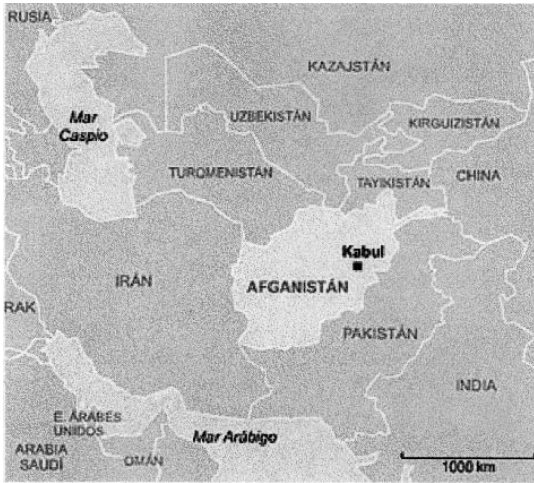 RUSIA
KAZAJSTÁN
Mar
Caspio
UZBEKISTÁN
KIRGUIZISTÁN
TURQMENISTÁN
TAYIKISTÁN
CHINA
Kabul
IRÁN
AFGANISTÁN
RAK
PAKISTÁN
INDIA
E. ÁRABES
UNIDOS
Mar Arábigo
ARABIA
SAUDÍ
OMÁN
1000 km